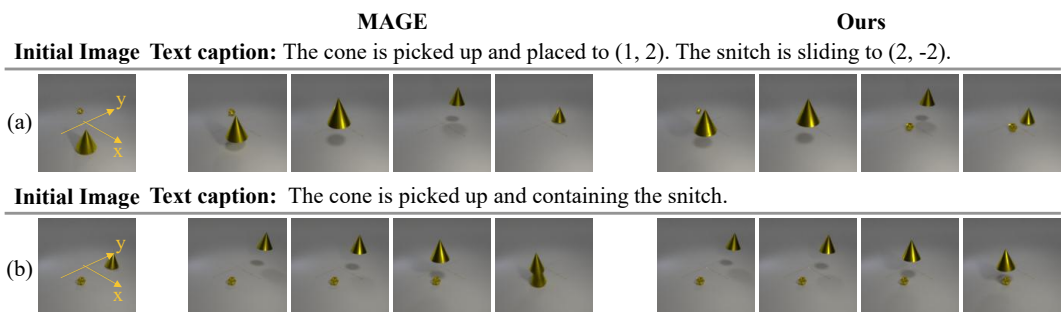 MAGE Ours
Initial Image Text caption: The cone is picked up and placed to (1, 2). The snitch is sliding to (2, -2).
(a) y
x
Initial Image Text caption: The cone is picked up and containing the snitch.
(b) y
x